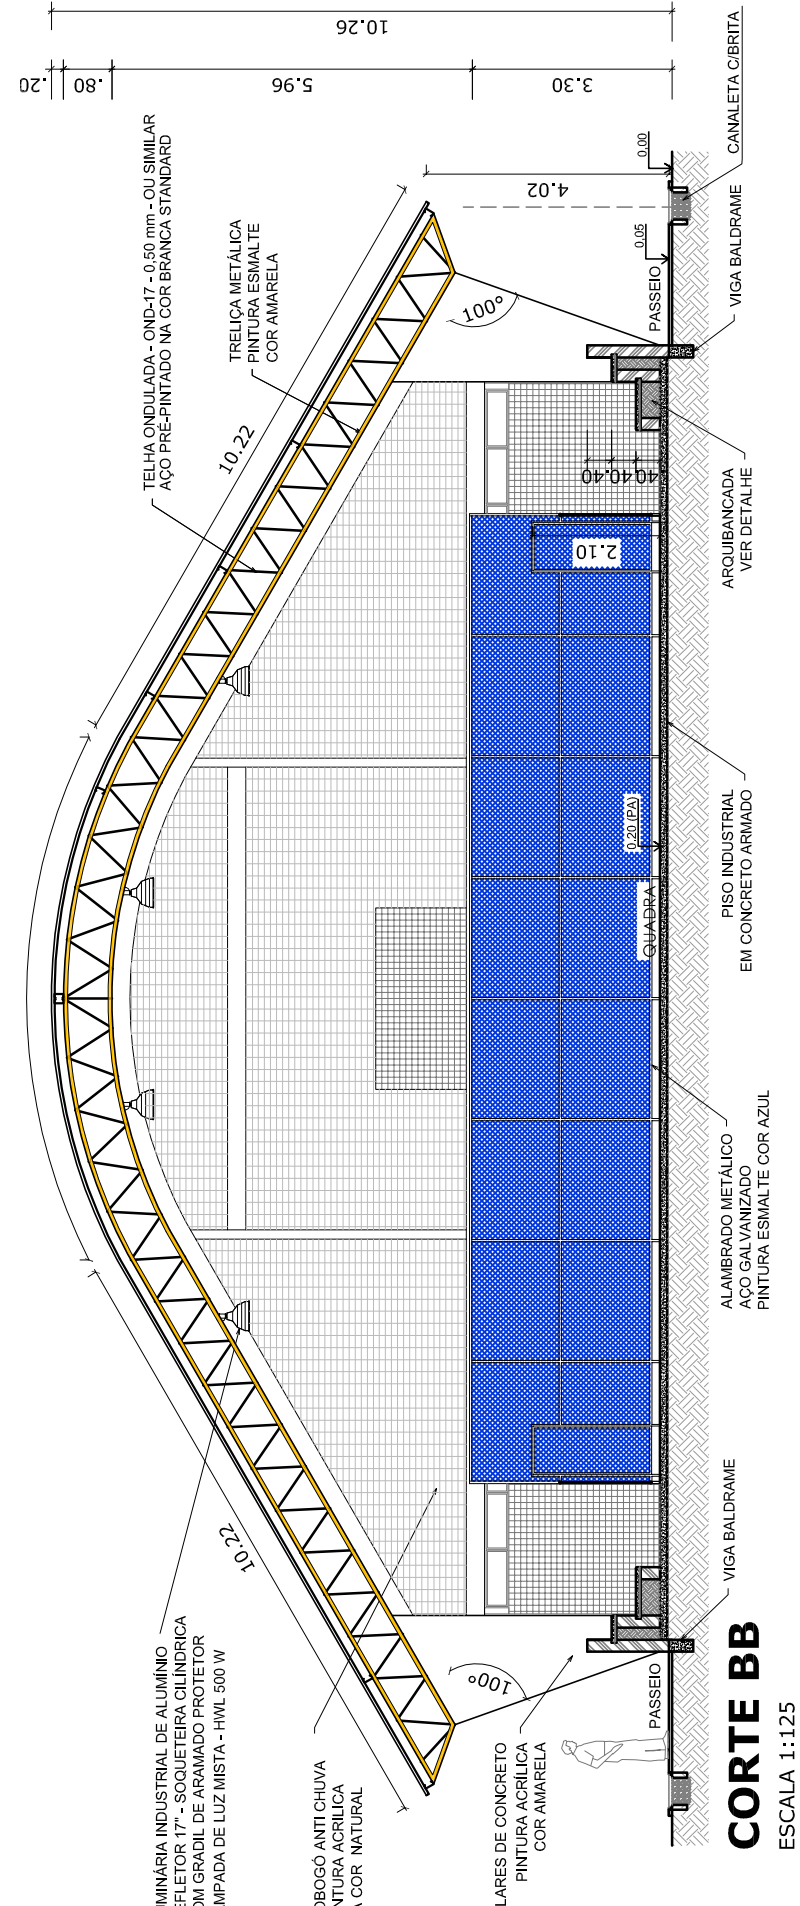 10.26
.20
.80
5.96
3.30
TELHA ONDULADA - OND-17 - 0,50 mm - OU SIMILAR
AÇO PRÉ-PINTADO NA COR BRANCA STANDARD
TRELIÇA METÁLICA
PINTURA ESMALTE
COR AMARELA
10.22
100°
4.02
0,00
0,05
PASSEIO
CANALETA C/BRITA
VIGA BALDRAME
.40
.40
.40
2.10
ARQUIBANCADA
VER DETALHE
0,20 (PA)
QUADRA
PISO INDUSTRIAL
EM CONCRETO ARMADO
ALAMBRADO METÁLICO
AÇO GALVANIZADO
PINTURA ESMALTE COR AZUL
10.22
MINÁRIA INDUSTRIAL DE ALUMÍNIO
EFLETOR 17" - SOQUETEIRA CILÍNDRICA
OM GRADIL DE ARAMADO PROTETOR
MPADA DE LUZ MISTA - HWL 500 W
OBOGÓ ANTI CHUVA
NTURA ACRILICA
A COR NATURAL
100°
LARES DE CONCRETO
PINTURA ACRÍLICA
COR AMARELA
PASSEIO
VIGA BALDRAME
CORTE BB
ESCALA 1:125